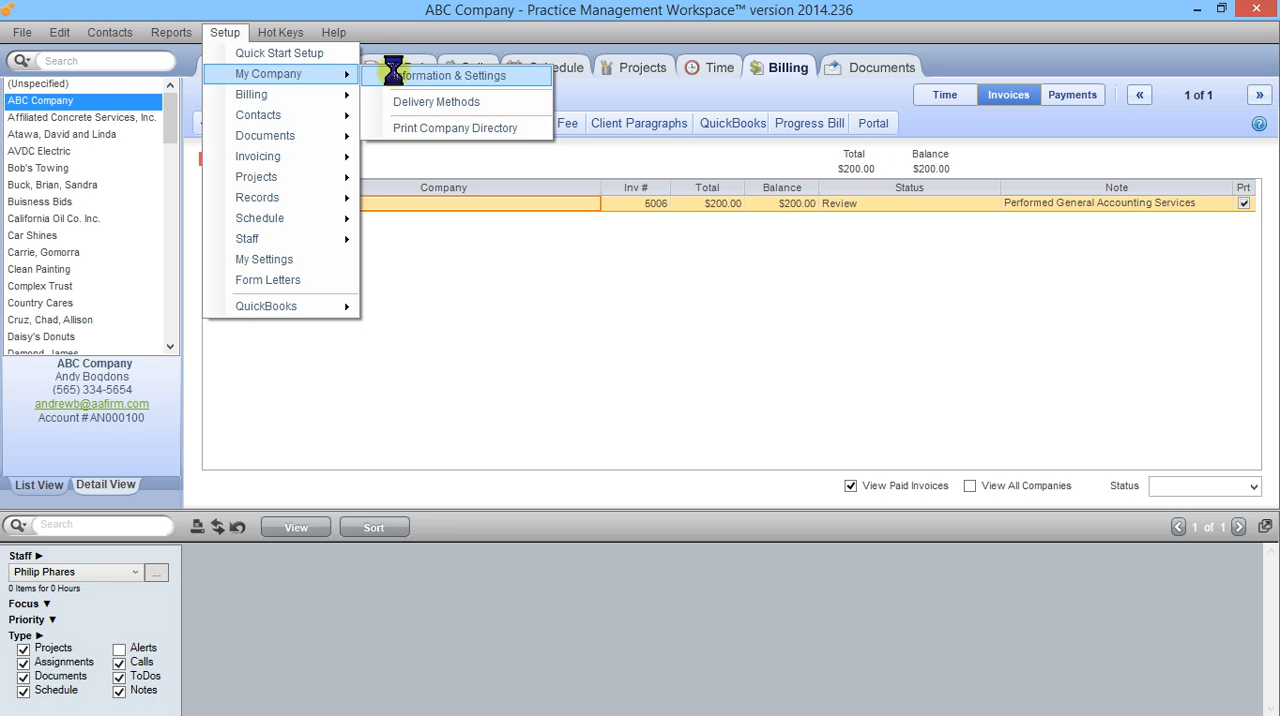 ABC Company - Practice Management Workspace™ version 2014.236
File Edit Contacts Reports Setup Hot Keys Help
Search
Projects Time Billing Documents
Time Invoices Payments « 1 of 1 »
Fee Client Paragraphs QuickBooks Progress Bill Portal
Quick Start Setup
My Company
Billing
Contacts
Documents
Invoicing
Projects
Records
Schedule
Staff
My Settings
Form Letters
QuickBooks
& Settings
Delivery Methods
Print Company Directory
(Unspecified)
ABC Company
Affiliated Concrete Services, Inc.
Atawa, David and Linda
AVDC Electric
Bob's Towing
Buck, Brian, Sandra
Buisness Bids
California Oil Co. Inc.
Car Shines
Carrie, Gomorra
Clean Painting
Complex Trust
Country Cares
Cruz, Chad, Allison
Daisy's Donuts
Damond, James
ABC Company
Andy Bogdons
(565) 334-5654
andrewb@aafirm.com
Account # AN000100
List View Detail View
Total Balance
$200.00 $200.00
Company Inv # Total Balance Status Note Prt
5006 $200.00 $200.00 Review Performed General Accounting Services
View Paid Invoices View All Companies Status
Search View Sort 1 of 1
Staff
Philip Phares ...
0 Items for 0 Hours
Focus
Priority
Type
Projects Alerts
Assignments Calls
Documents ToDos
Schedule Notes